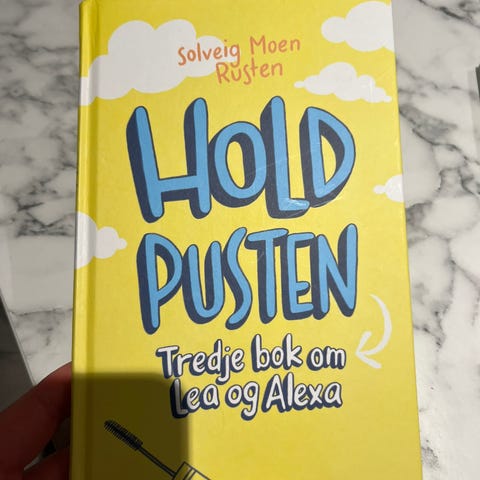 Solveig Moen
Rusten
HOLD
PUSTEN
Tredje bok om
Lea og Alexa